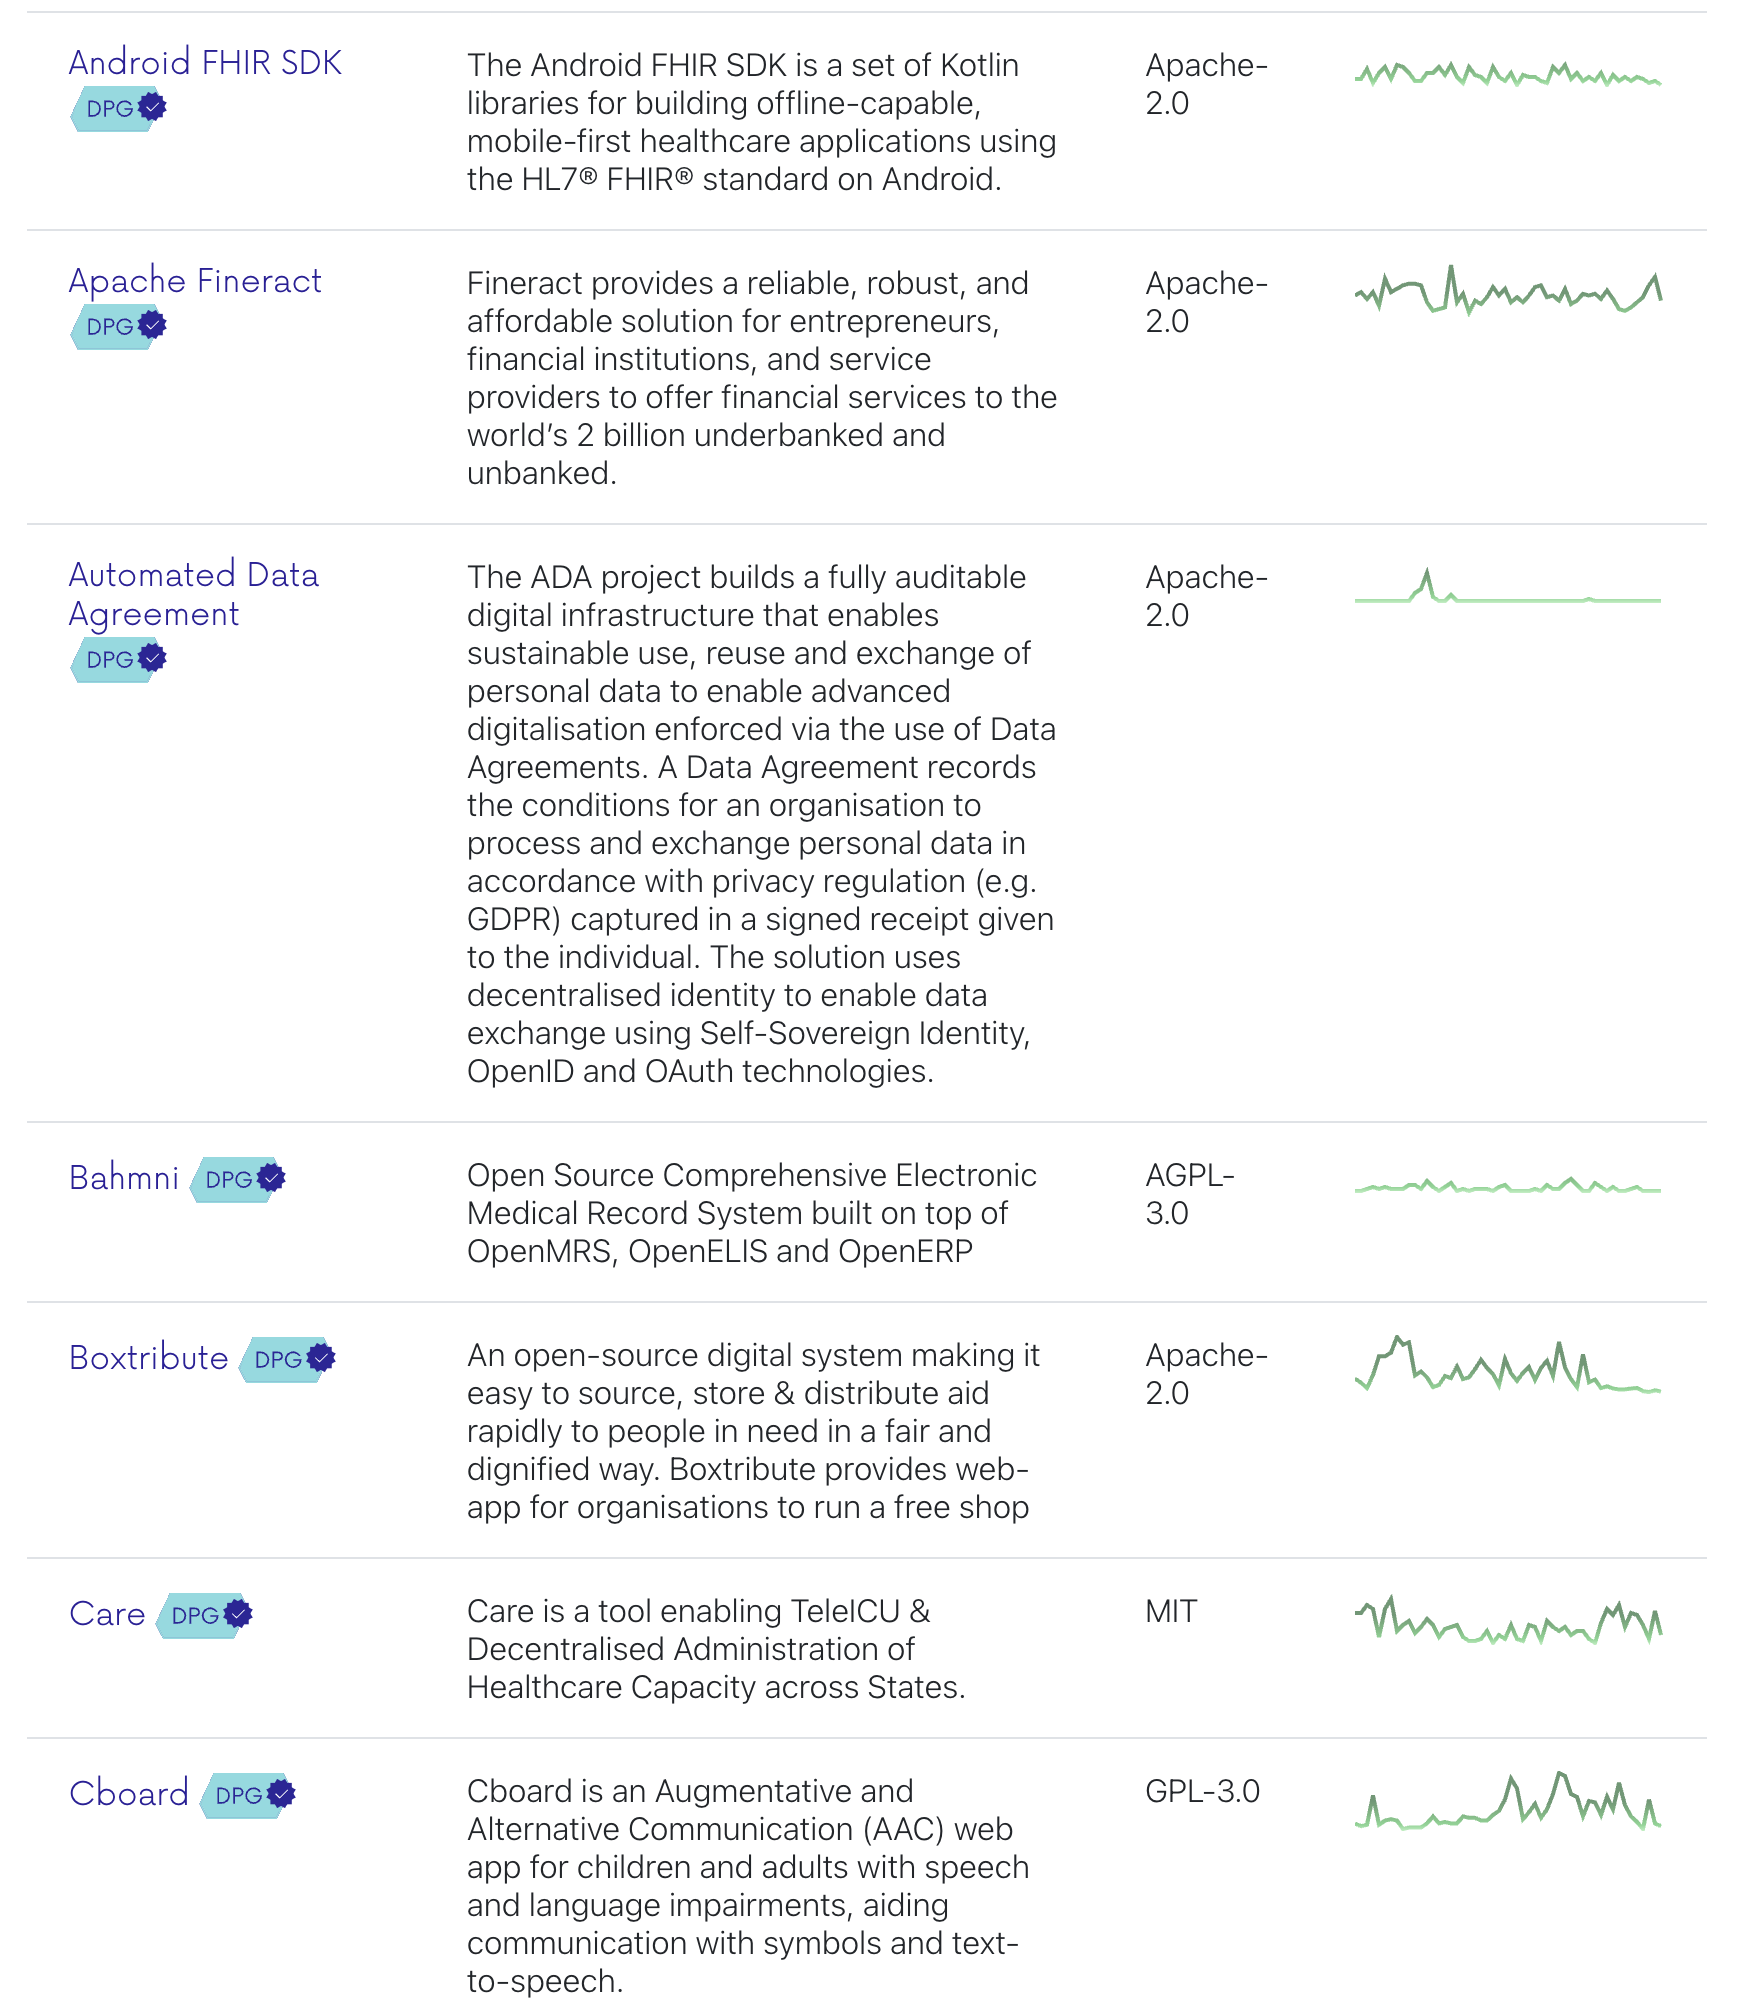 Android FHIR SDK
DPG
The Android FHIR SDK is a set of Kotlin
libraries for building offline-capable,
mobile-first healthcare applications using
the HL7® FHIR® standard on Android.
Apache-
2.0
Apache Fineract
DPG
Fineract provides a reliable, robust, and
affordable solution for entrepreneurs,
financial institutions, and service
providers to offer financial services to the
world’s 2 billion underbanked and
unbanked.
Apache-
2.0
Automated Data
Agreement
DPG
The ADA project builds a fully auditable
digital infrastructure that enables
sustainable use, reuse and exchange of
personal data to enable advanced
digitalisation enforced via the use of Data
Agreements. A Data Agreement records
the conditions for an organisation to
process and exchange personal data in
accordance with privacy regulation (e.g.
GDPR) captured in a signed receipt given
to the individual. The solution uses
decentralised identity to enable data
exchange using Self-Sovereign Identity,
OpenID and OAuth technologies.
Apache-
2.0
Bahmni DPG
Open Source Comprehensive Electronic
Medical Record System built on top of
OpenMRS, OpenELIS and OpenERP
AGPL-
3.0
Boxtribute DPG
An open-source digital system making it
easy to source, store & distribute aid
rapidly to people in need in a fair and
dignified way. Boxtribute provides web-
app for organisations to run a free shop
Apache-
2.0
Care DPG
Care is a tool enabling TeleICU &
Decentralised Administration of
Healthcare Capacity across States.
MIT
Cboard DPG
Cboard is an Augmentative and
Alternative Communication (AAC) web
app for children and adults with speech
and language impairments, aiding
communication with symbols and text-
to-speech.
GPL-3.0